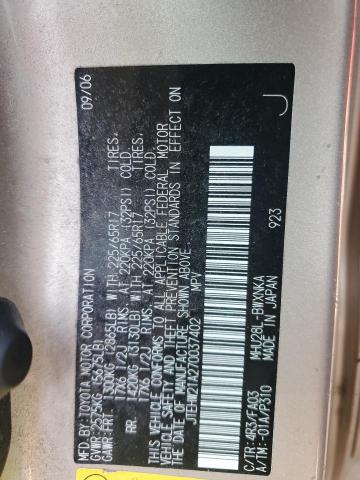 MFD.BY:TOYOTA MOTOR CORPORATION 09/06
GVWR:2525KG (5565LB)
GAWR:FR. 1300KG (2865LB) WITH 225/65R17 TIRES.
17X6 1/2J RIMS. AT 220KPA (32PSI) COLD.
RR. 1420KG (3130LB) WITH 225/65R17 TIRES.
17X6 1/2J RIMS. AT 220KPA (32PSI) COLD.
THIS VEHICLE CONFORMS TO ALL APPLICABLE FEDERAL MOTOR
VEHICLE SAFETY AND THEFT PREVENTION STANDARDS IN EFFECT ON
THE DATE OF MANUFACTURE SHOWN ABOVE.
JTEHW21A270037402 MPV
J
923
C/TR:4R3/FJ03 MHU28L-BWXNKA
A/TM:-01A/P310 MADE IN JAPAN